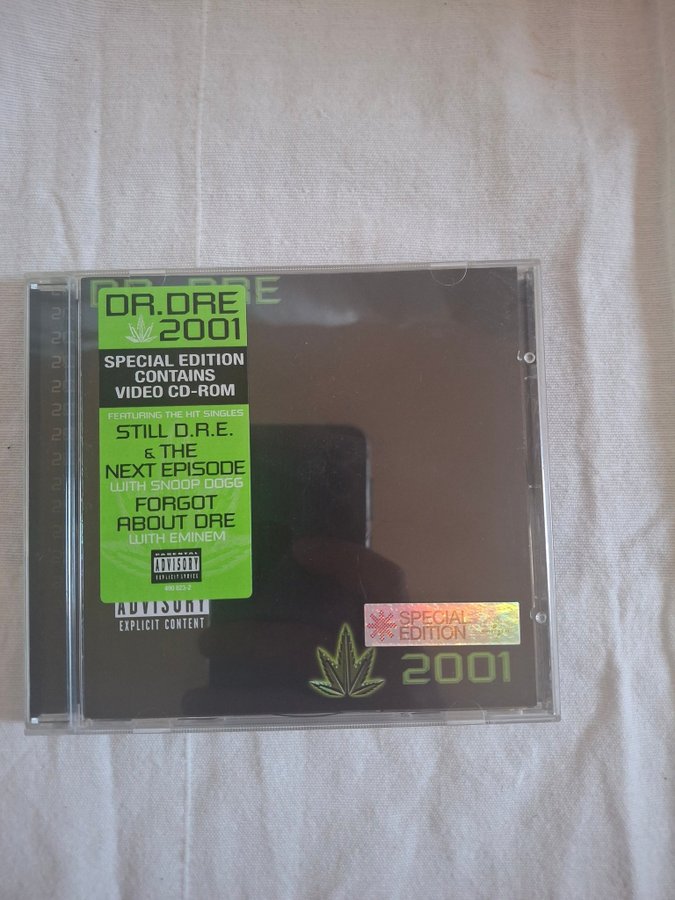 DR. DRE
DR.DRE
2001
SPECIAL EDITION
CONTAINS
VIDEO CD-ROM
FEATURING THE HIT SINGLES
STILL D.R.E.
& THE
NEXT EPISODE
WITH SNOOP DOGG
FORGOT
ABOUT DRE
WITH EMINEM
PARENTAL
ADVISORY
EXPLICIT LYRICS
ADVISORY
EXPLICIT CONTENT
SPECIAL
EDITION
2001